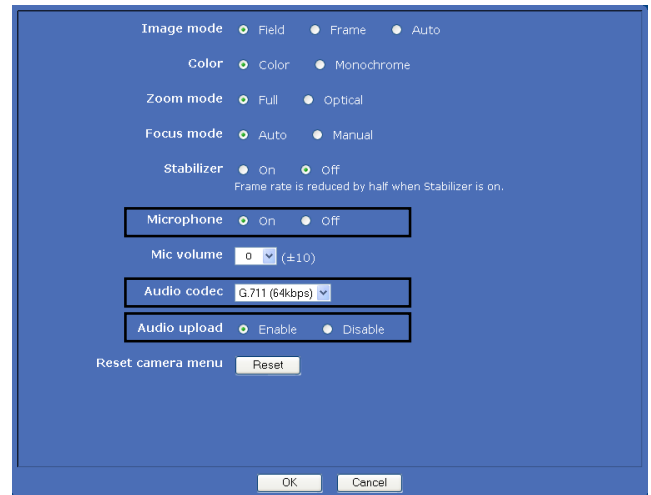 Image mode Field Frame Auto
Color Color Monochrome
Zoom mode Full Optical
Focus mode Auto Manual
Stabilizer On Off
Frame rate is reduced by half when Stabilizer is on.
Microphone On Off
Mic volume 0 (±10)
Audio codec G.711 (64kbps)
Audio upload Enable Disable
Reset camera menu Reset
OK Cancel